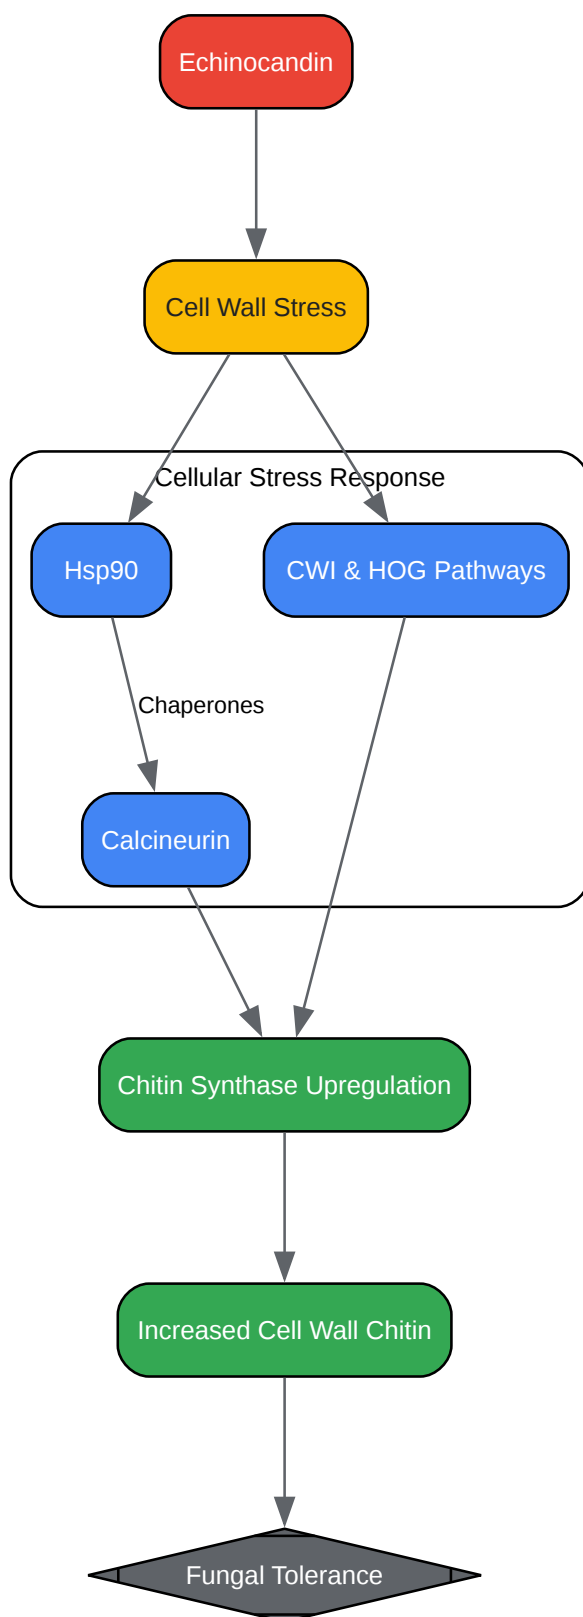 Echinocandin
Cell Wall Stress
Cellular Stress Response
Hsp90
CWI & HOG Pathways
Chaperones
Calcineurin
Chitin Synthase Upregulation
Increased Cell Wall Chitin
Fungal Tolerance